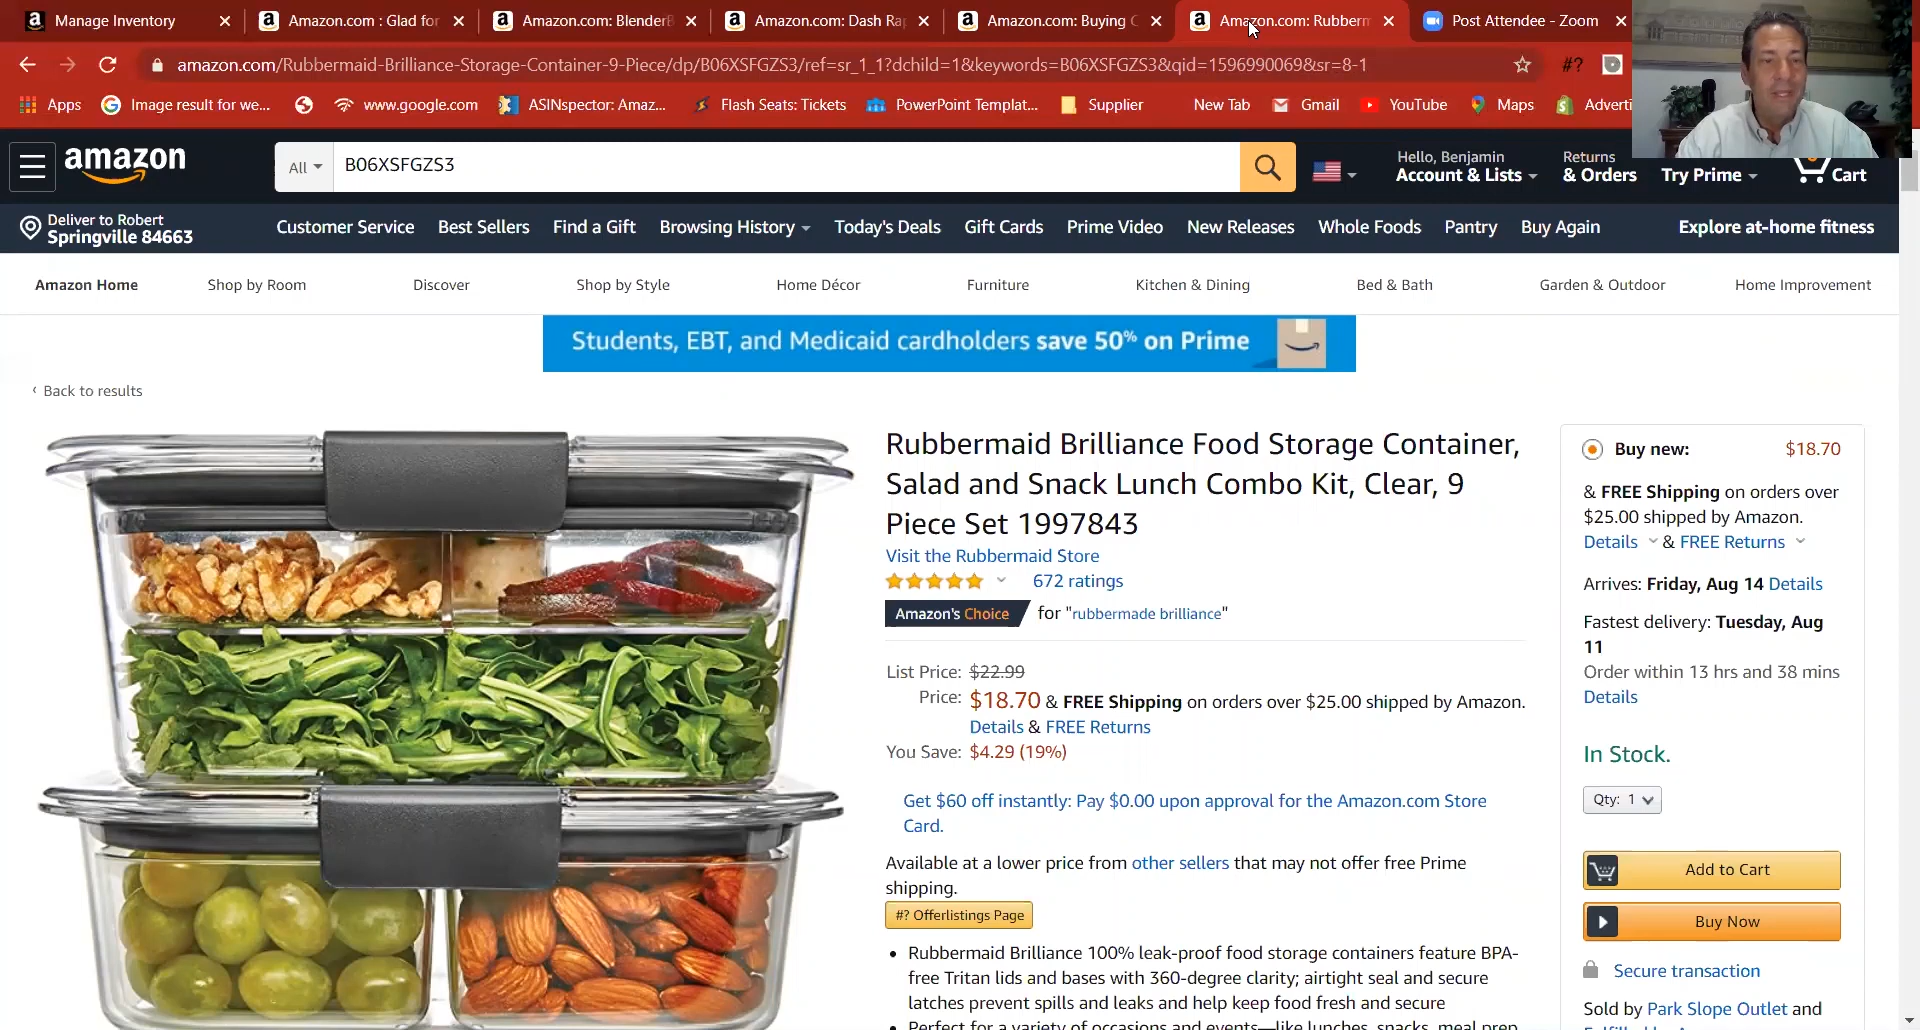 Manage Inventory
Amazon.com : Glad for
Amazon.com: BlenderB
Amazon.com: Dash Rap
Amazon.com: Buying C
Amazon.com: Rubberm
Post Attendee - Zoom
amazon.com/Rubbermaid-Brilliance-Storage-Container-9-Piece/dp/B06XSFGZS3/ref=sr_1_1?dchild=1&keywords=B06XSFGZS3&qid=1596990069&sr=8-1
#?
Apps
Image result for we...
www.google.com
ASINspector: Amaz...
Flash Seats: Tickets
PowerPoint Templat...
Supplier
New Tab
Gmail
YouTube
Maps
Adverti
amazon
All
B06XSFGZS3
Hello, Benjamin
Account & Lists
Returns
& Orders
Try Prime
Cart
Deliver to Robert
Springville 84663
Customer Service
Best Sellers
Find a Gift
Browsing History
Today's Deals
Gift Cards
Prime Video
New Releases
Whole Foods
Pantry
Buy Again
Explore at-home fitness
Amazon Home
Shop by Room
Discover
Shop by Style
Home Décor
Furniture
Kitchen & Dining
Bed & Bath
Garden & Outdoor
Home Improvement
Students, EBT, and Medicaid cardholders save 50% on Prime
‹ Back to results
Rubbermaid Brilliance Food Storage Container,
Salad and Snack Lunch Combo Kit, Clear, 9
Piece Set 1997843
Visit the Rubbermaid Store
672 ratings
Amazon's Choice for "rubbermade brilliance"
List Price: $22.99
Price: $18.70 & FREE Shipping on orders over $25.00 shipped by Amazon.
Details & FREE Returns
You Save: $4.29 (19%)
Get $60 off instantly: Pay $0.00 upon approval for the Amazon.com Store
Card.
Available at a lower price from other sellers that may not offer free Prime
shipping.
#? Offerlistings Page
• Rubbermaid Brilliance 100% leak-proof food storage containers feature BPA-
free Tritan lids and bases with 360-degree clarity; airtight seal and secure
latches prevent spills and leaks and help keep food fresh and secure
• Perfect for a variety of occasions and events—like lunches, snacks, meal prep
Buy new: $18.70
& FREE Shipping on orders over
$25.00 shipped by Amazon.
Details & FREE Returns
Arrives: Friday, Aug 14 Details
Fastest delivery: Tuesday, Aug
11
Order within 13 hrs and 38 mins
Details
In Stock.
Qty: 1
Add to Cart
Buy Now
Secure transaction
Sold by Park Slope Outlet and